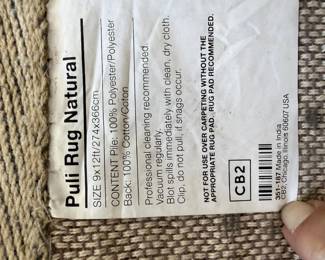 Puli Rug Natural
SIZE 9x12ft/274x366cm
CONTENT Pile: 100% Polyester/Polyester
Back: 100% Cotton/Coton
Professional cleaning recommended.
Vacuum regularly.
Blot spills immediately with clean, dry cloth.
Clip, do not pull, if snags occur.
NOT FOR USE OVER CARPETING WITHOUT THE
APPROPRIATE RUG PAD. RUG PAD RECOMMENDED.
CB2
351-187 Made in India
CB2, Chicago, Illinois 60607 USA